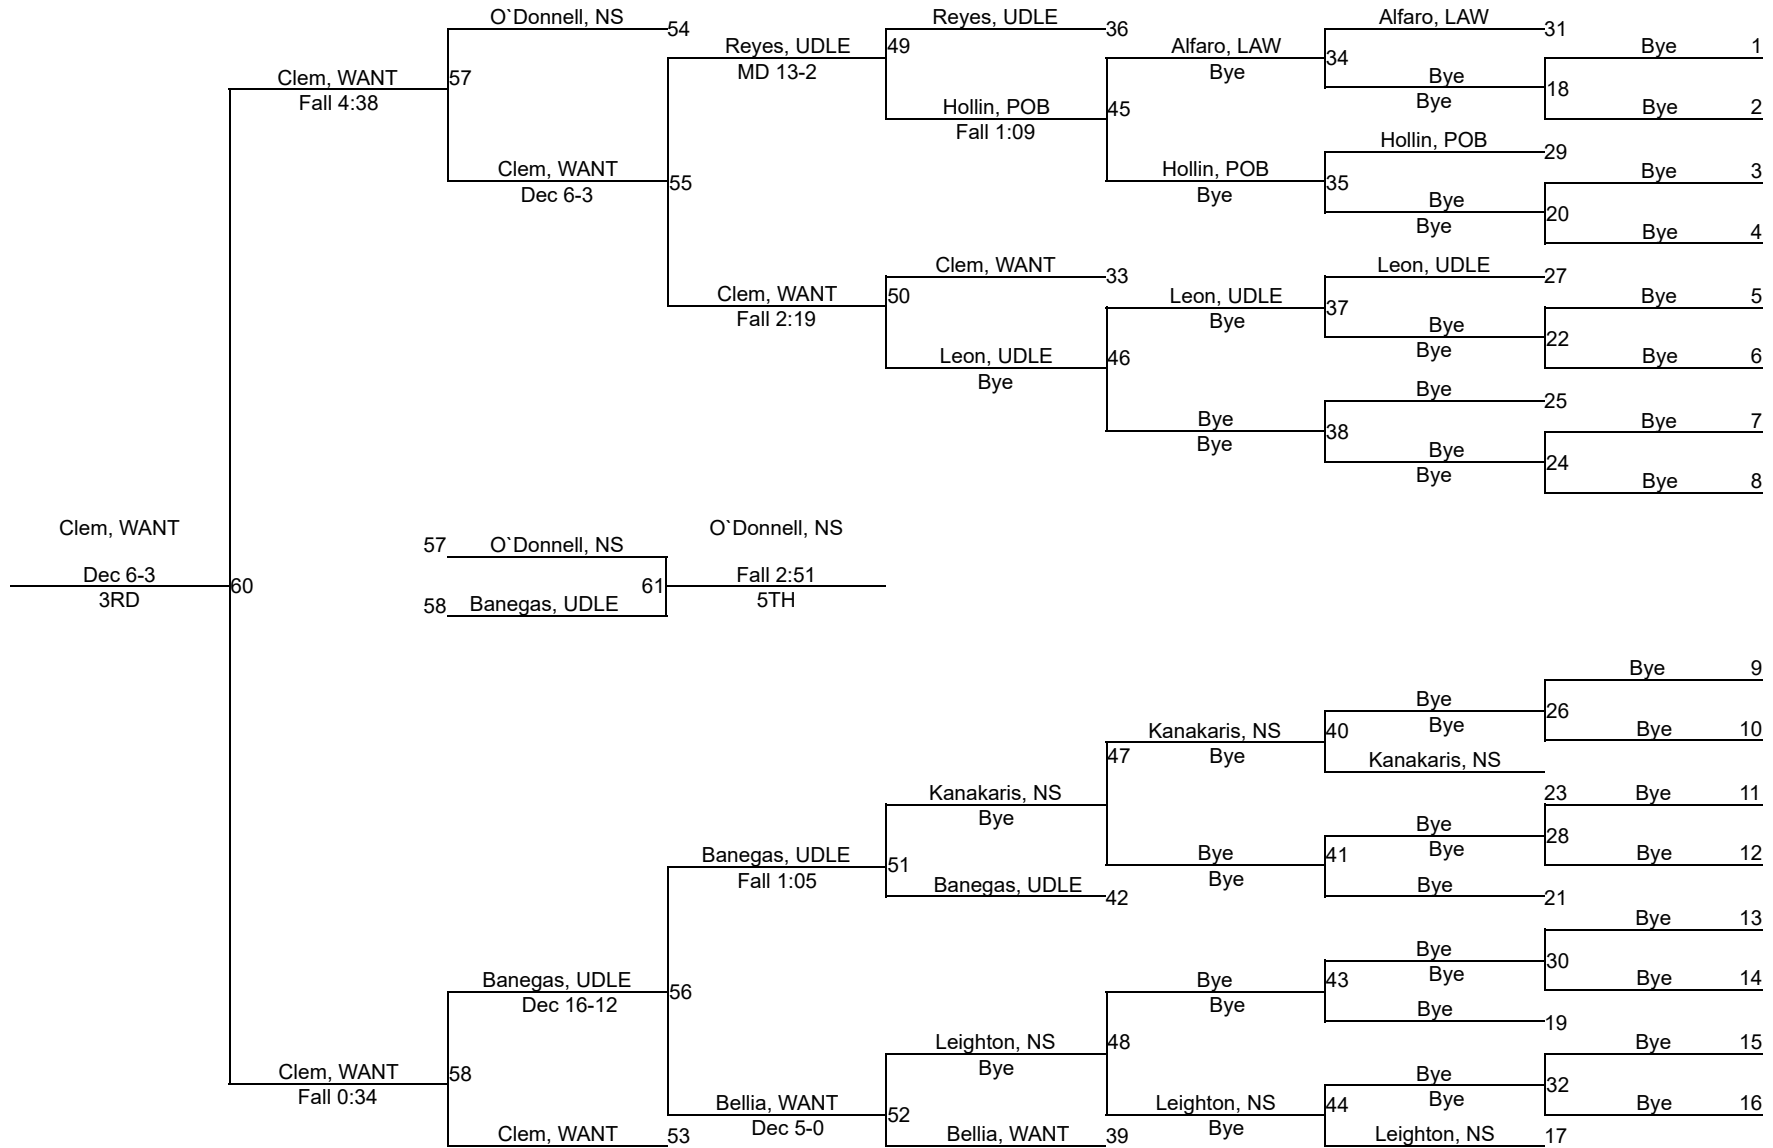 O`Donnell, NS
54
Reyes, UDLE
36
Alfaro, LAW
31
Reyes, UDLE
MD 13-2
49
Alfaro, LAW
Bye
34
Bye 1
Clem, WANT
Fall 4:38
57
Bye
Bye
18
Hollin, POB
Fall 1:09
45
Bye 2
Hollin, POB
29
Clem, WANT
Dec 6-3
55
Hollin, POB
Bye
35
Bye 3
Bye
Bye
20
Bye 4
Clem, WANT
33
Leon, UDLE
27
Clem, WANT
Fall 2:19
50
Leon, UDLE
Bye
37
Bye 5
Bye
Bye
22
Leon, UDLE
Bye
46
Bye 6
Bye
25
Bye
Bye
38
Bye 7
Bye
Bye
24
Bye 8
Clem, WANT
O`Donnell, NS
57 O`Donnell, NS
Dec 6-3
3RD
60
61
Fall 2:51
5TH
58 Banegas, UDLE
Bye 9
Bye
Bye
26
Kanakaris, NS
Bye
40
Bye 10
47
Kanakaris, NS
Kanakaris, NS
Bye
23
Bye 11
Bye
Bye
28
Banegas, UDLE
Fall 1:05
51
Bye
Bye
41
Bye 12
Banegas, UDLE
42
Bye
21
Bye 13
Bye
Bye
30
Banegas, UDLE
Dec 16-12
56
Bye
Bye
43
Bye 14
Bye
19
Leighton, NS
Bye
48
Bye 15
Clem, WANT
Fall 0:34
58
Bye
Bye
32
Bellia, WANT
Dec 5-0
52
Leighton, NS
Bye
44
Bye 16
Clem, WANT
53
Bellia, WANT
39
Leighton, NS
17